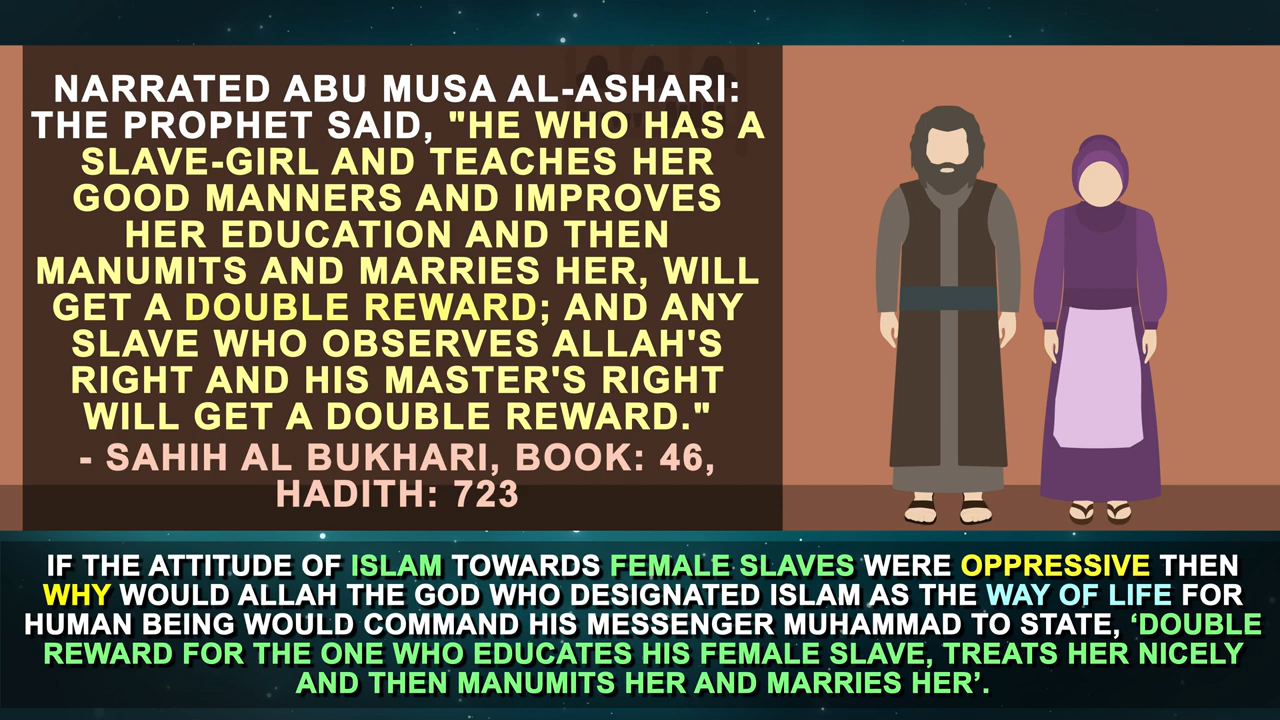 NARRATED ABU MUSA AL-ASHARI:
THE PROPHET SAID, "HE WHO HAS A
SLAVE-GIRL AND TEACHES HER
GOOD MANNERS AND IMPROVES
HER EDUCATION AND THEN
MANUMITS AND MARRIES HER, WILL
GET A DOUBLE REWARD; AND ANY
SLAVE WHO OBSERVES ALLAH'S
RIGHT AND HIS MASTER'S RIGHT
WILL GET A DOUBLE REWARD."
- SAHIH AL BUKHARI, BOOK: 46,
HADITH: 723
IF THE ATTITUDE OF ISLAM TOWARDS FEMALE SLAVES WERE OPPRESSIVE THEN
WHY WOULD ALLAH THE GOD WHO DESIGNATED ISLAM AS THE WAY OF LIFE FOR
HUMAN BEING WOULD COMMAND HIS MESSENGER MUHAMMAD TO STATE, ‘DOUBLE
REWARD FOR THE ONE WHO EDUCATES HIS FEMALE SLAVE, TREATS HER NICELY
AND THEN MANUMITS HER AND MARRIES HER’.